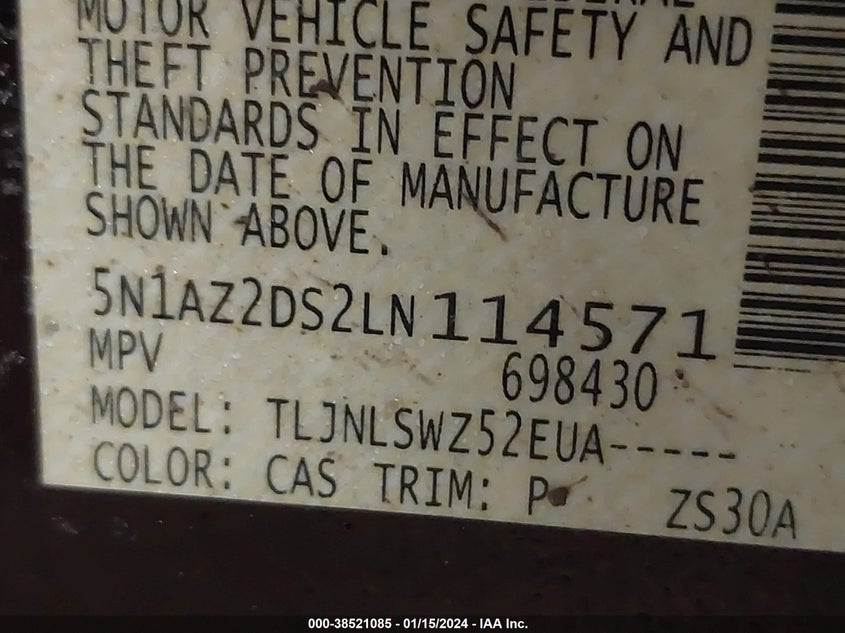 MOTOR VEHICLE SAFETY AND
THEFT PREVENTION
STANDARDS IN EFFECT ON
THE DATE OF MANUFACTURE
SHOWN ABOVE.
5N1AZ2DS2LN114571
MPV 698430
MODEL: TLJNLSWZ52EUA-----
COLOR: CAS TRIM: P ZS30A
000-38521085 - 01/15/2024 - IAA Inc.